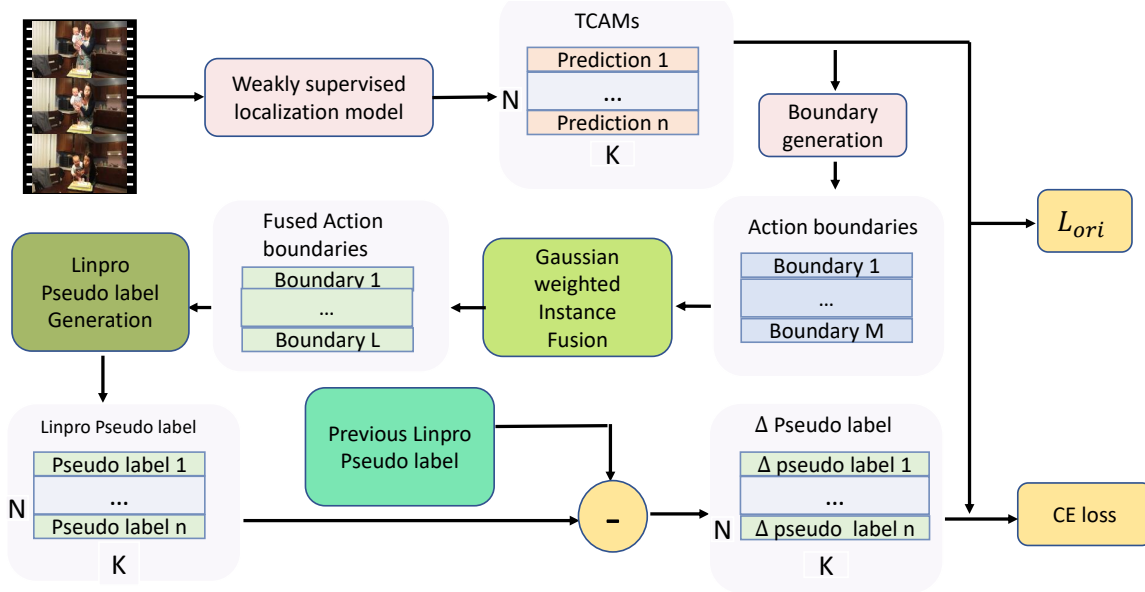 TCAMs
Weakly supervised
localization model
N
Prediction 1
...
Prediction n
K
Boundary
generation
L_ori
Action boundaries
Boundary 1
...
Boundary M
Gaussian
weighted
Instance
Fusion
Fused Action
boundaries
Boundary 1
...
Boundary L
Linpro
Pseudo label
Generation
Linpro Pseudo label
N
Pseudo label 1
...
Pseudo label n
K
Previous Linpro
Pseudo label
-
Δ Pseudo label
N
Δ pseudo label 1
...
Δ pseudo label n
K
CE loss